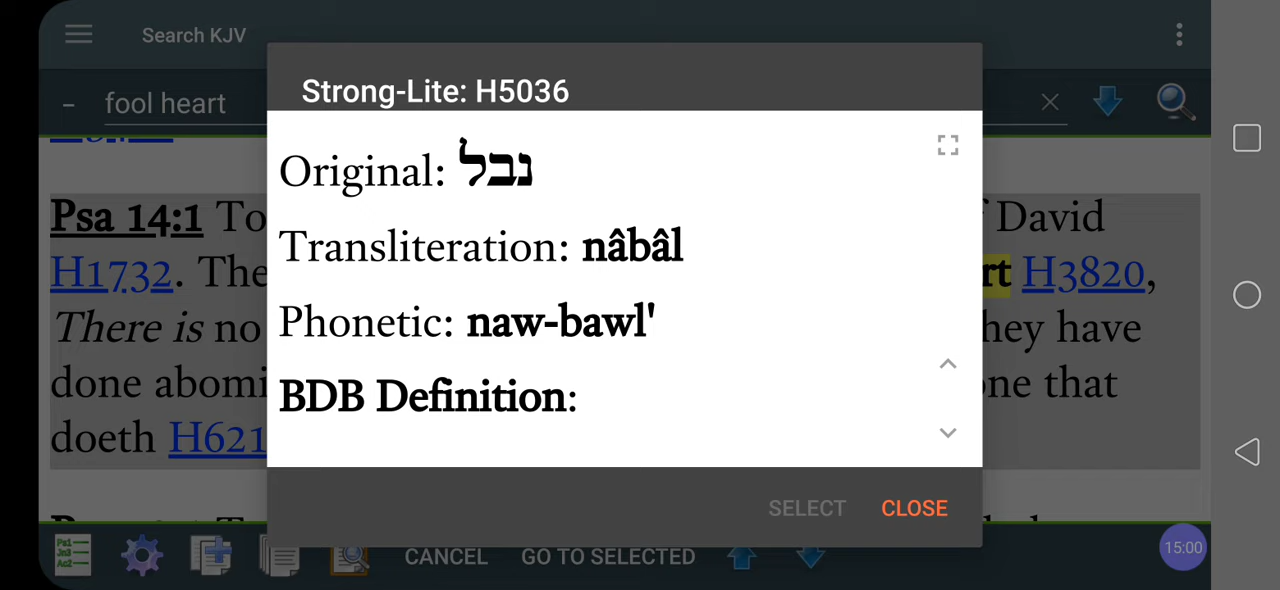 Search KJV
fool heart
Strong-Lite: H5036
Original: נבל
Transliteration: nâbâl
Phonetic: naw-bawl'
BDB Definition:
SELECT CLOSE
Psa 14:1 To David
H1732. The rt H3820,
There is no hey have
done abomi one that
doeth H621
CANCEL GO TO SELECTED
15:00